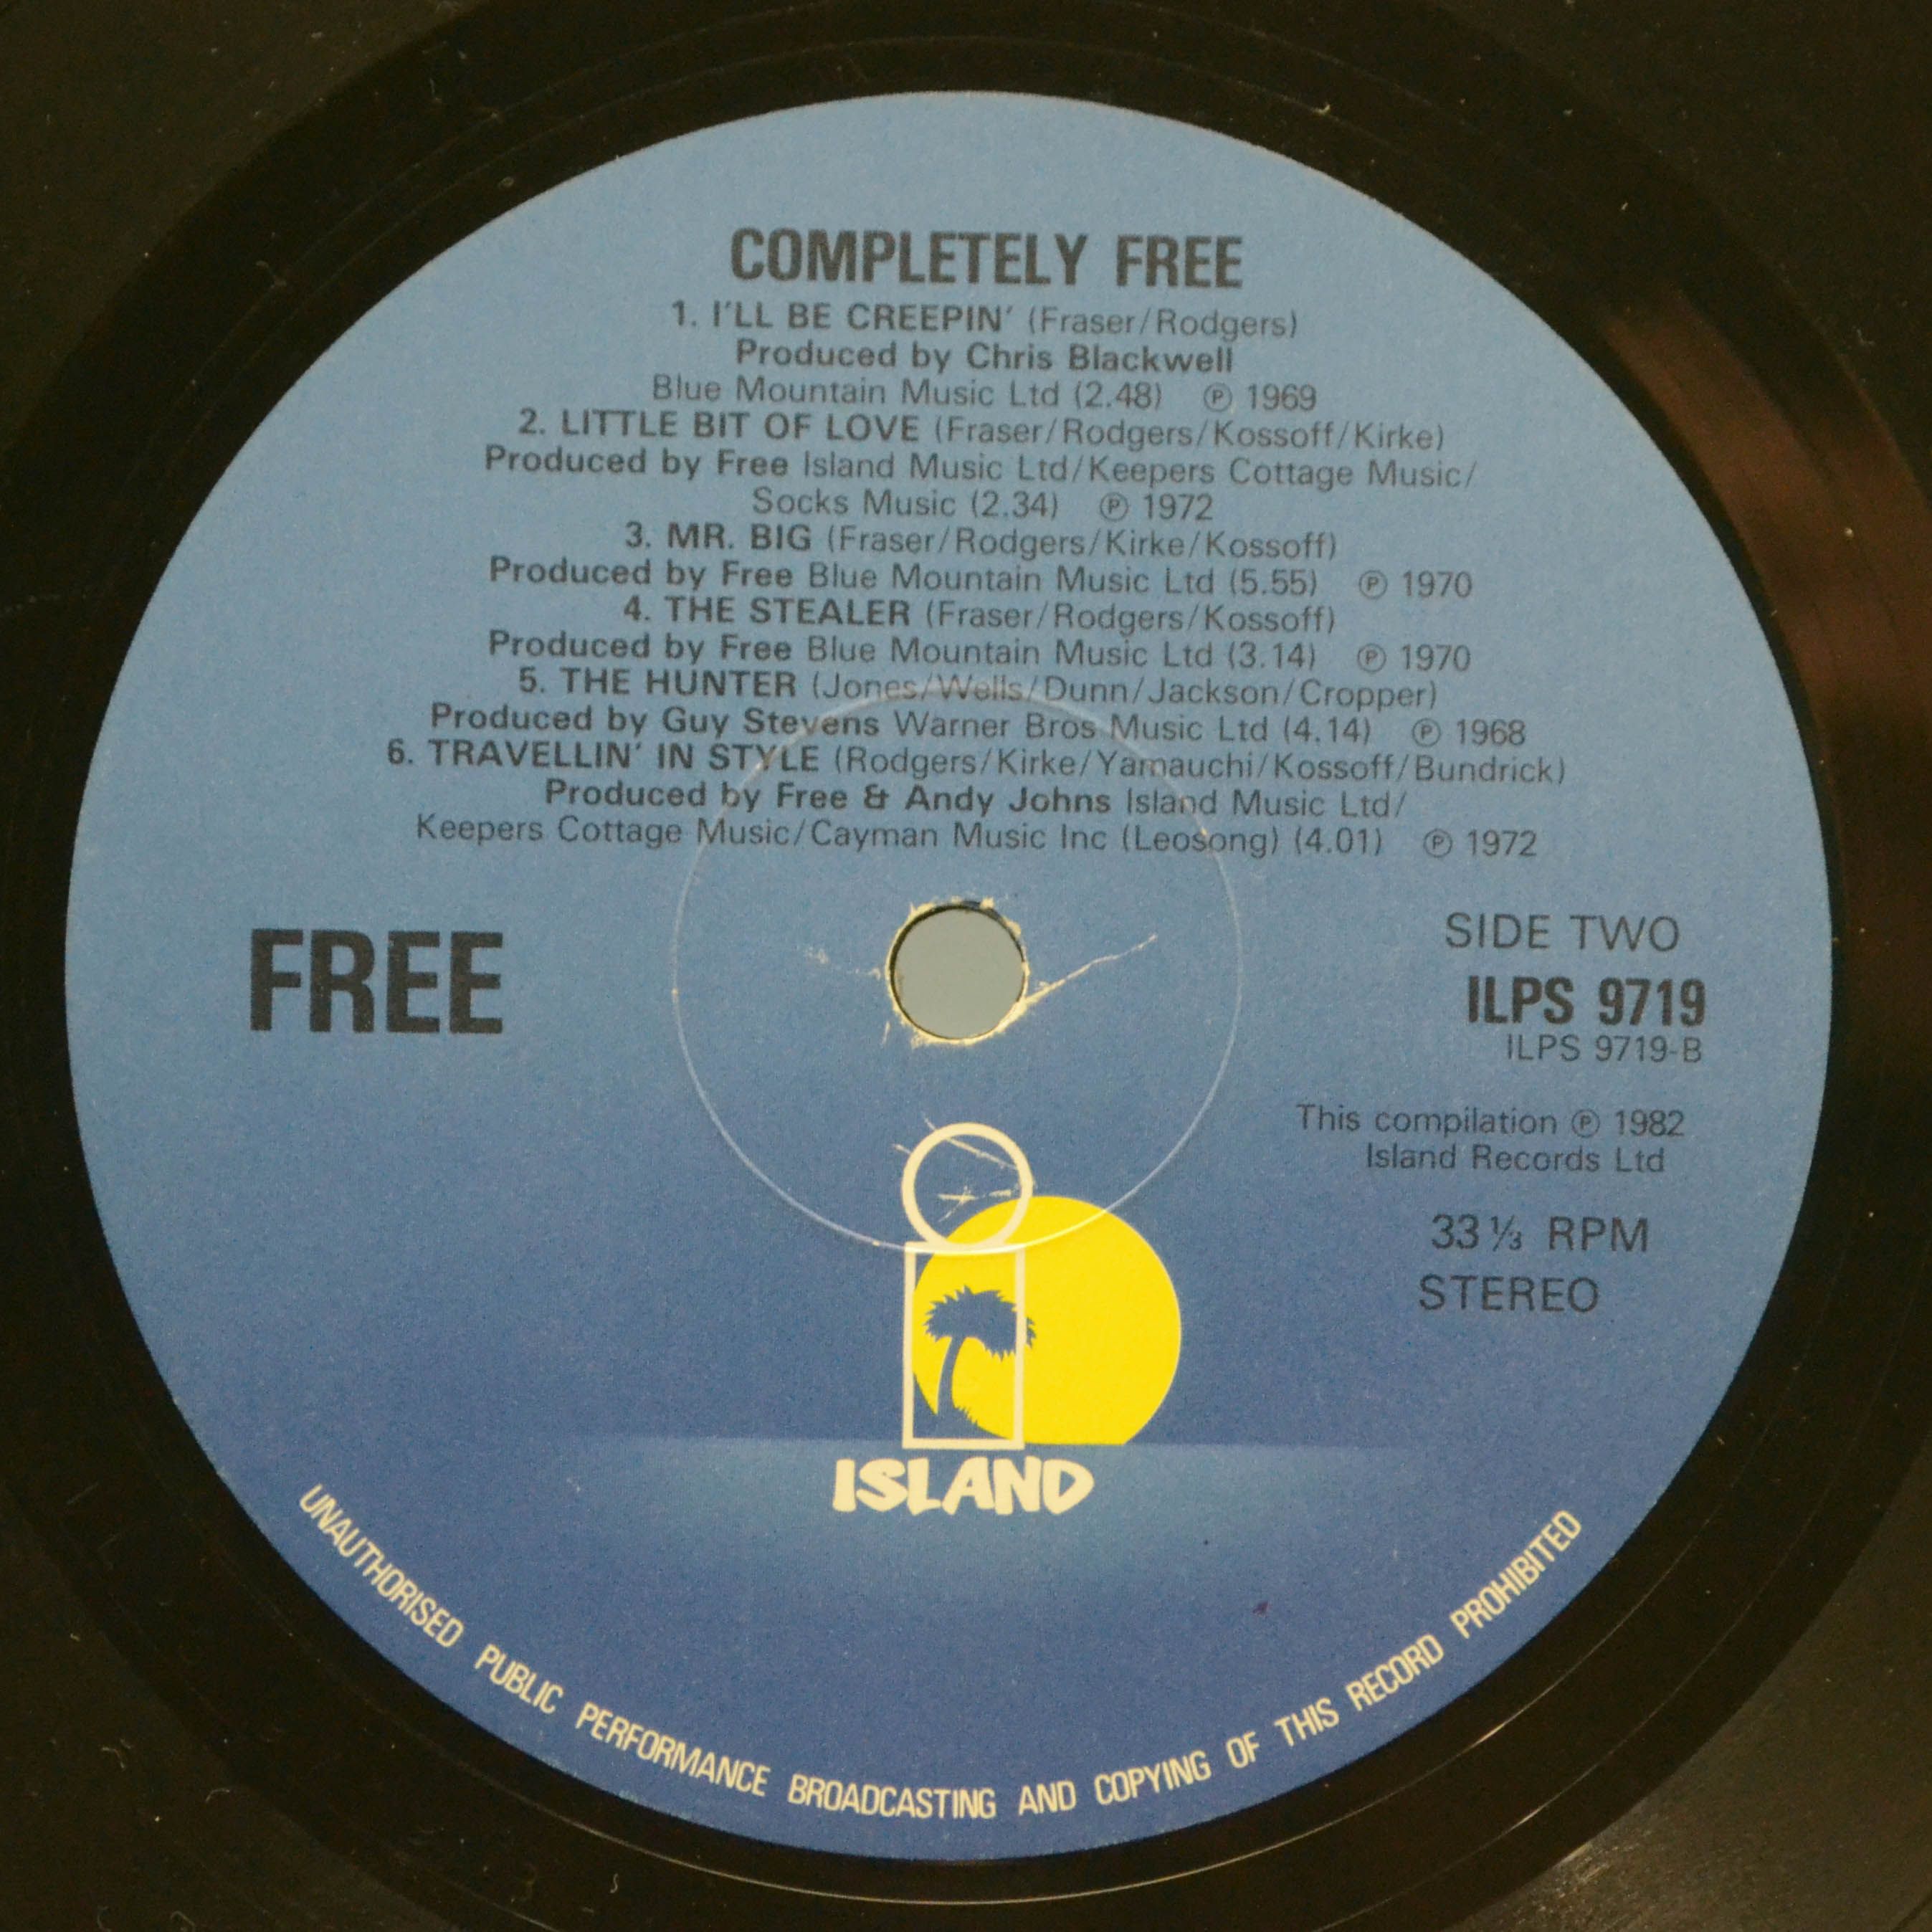 COMPLETELY FREE
1. I'LL BE CREEPIN' (Fraser/Rodgers)
Produced by Chris Blackwell
Blue Mountain Music Ltd (2.48) ℗ 1969
2. LITTLE BIT OF LOVE (Fraser/Rodgers/Kossoff/Kirke)
Produced by Free Island Music Ltd/Keepers Cottage Music/
Socks Music (2.34) ℗ 1972
3. MR. BIG (Fraser/Rodgers/Kirke/Kossoff)
Produced by Free Blue Mountain Music Ltd (5.55) ℗ 1970
4. THE STEALER (Fraser/Rodgers/Kossoff)
Produced by Free Blue Mountain Music Ltd (3.14) ℗ 1970
5. THE HUNTER (Jones/Wells/Dunn/Jackson/Cropper)
Produced by Guy Stevens Warner Bros Music Ltd (4.14) ℗ 1968
6. TRAVELLIN' IN STYLE (Rodgers/Kirke/Yamauchi/Kossoff/Bundrick)
Produced by Free & Andy Johns Island Music Ltd/
Keepers Cottage Music/Cayman Music Inc (Leosong) (4.01) ℗ 1972
FREE
SIDE TWO
ILPS 9719
ILPS 9719-B
This compilation ℗ 1982
Island Records Ltd
33⅓ RPM
STEREO
i
ISLAND
UNAUTHORISED PUBLIC PERFORMANCE BROADCASTING AND COPYING OF THIS RECORD PROHIBITED